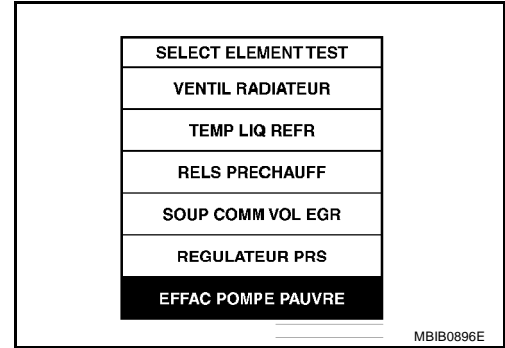 SELECT ELEMENT TEST
VENTIL RADIATEUR
TEMP LIQ REFR
RELS PRECHAUFF
SOUP COMM VOL EGR
REGULATEUR PRS
EFFAC POMPE PAUVRE
MBIB0896E